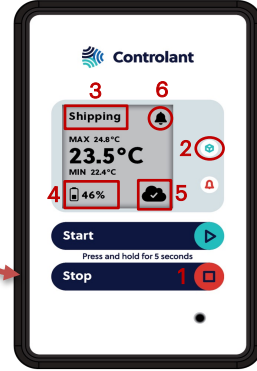 Controlant
3 6
Shipping
MAX 24.8°C
23.5°C
MIN 22.4°C
2
4 46% 5
Start
Press and hold for 5 seconds
Stop 1